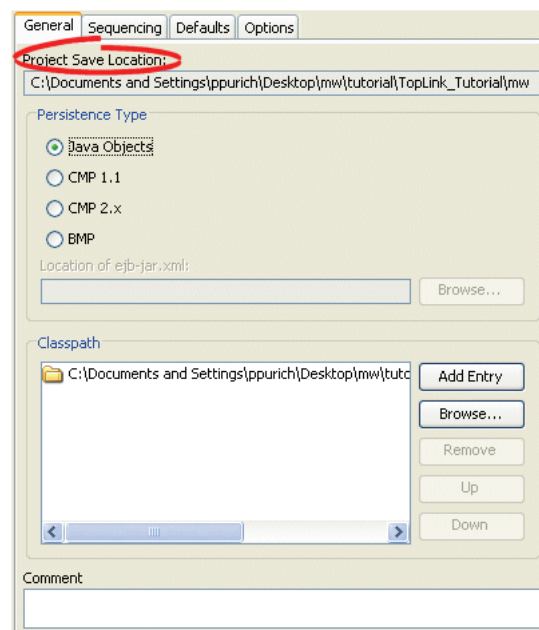 General Sequencing Defaults Options
Project Save Location:
C:\Documents and Settings\ppurich\Desktop\mw\tutorial\TopLink_Tutorial\mw
Persistence Type
Java Objects
CMP 1.1
CMP 2.x
BMP
Location of ejb-jar.xml:
Browse...
Classpath
C:\Documents and Settings\ppurich\Desktop\mw\tutc
Add Entry
Browse...
Remove
Up
Down
Comment